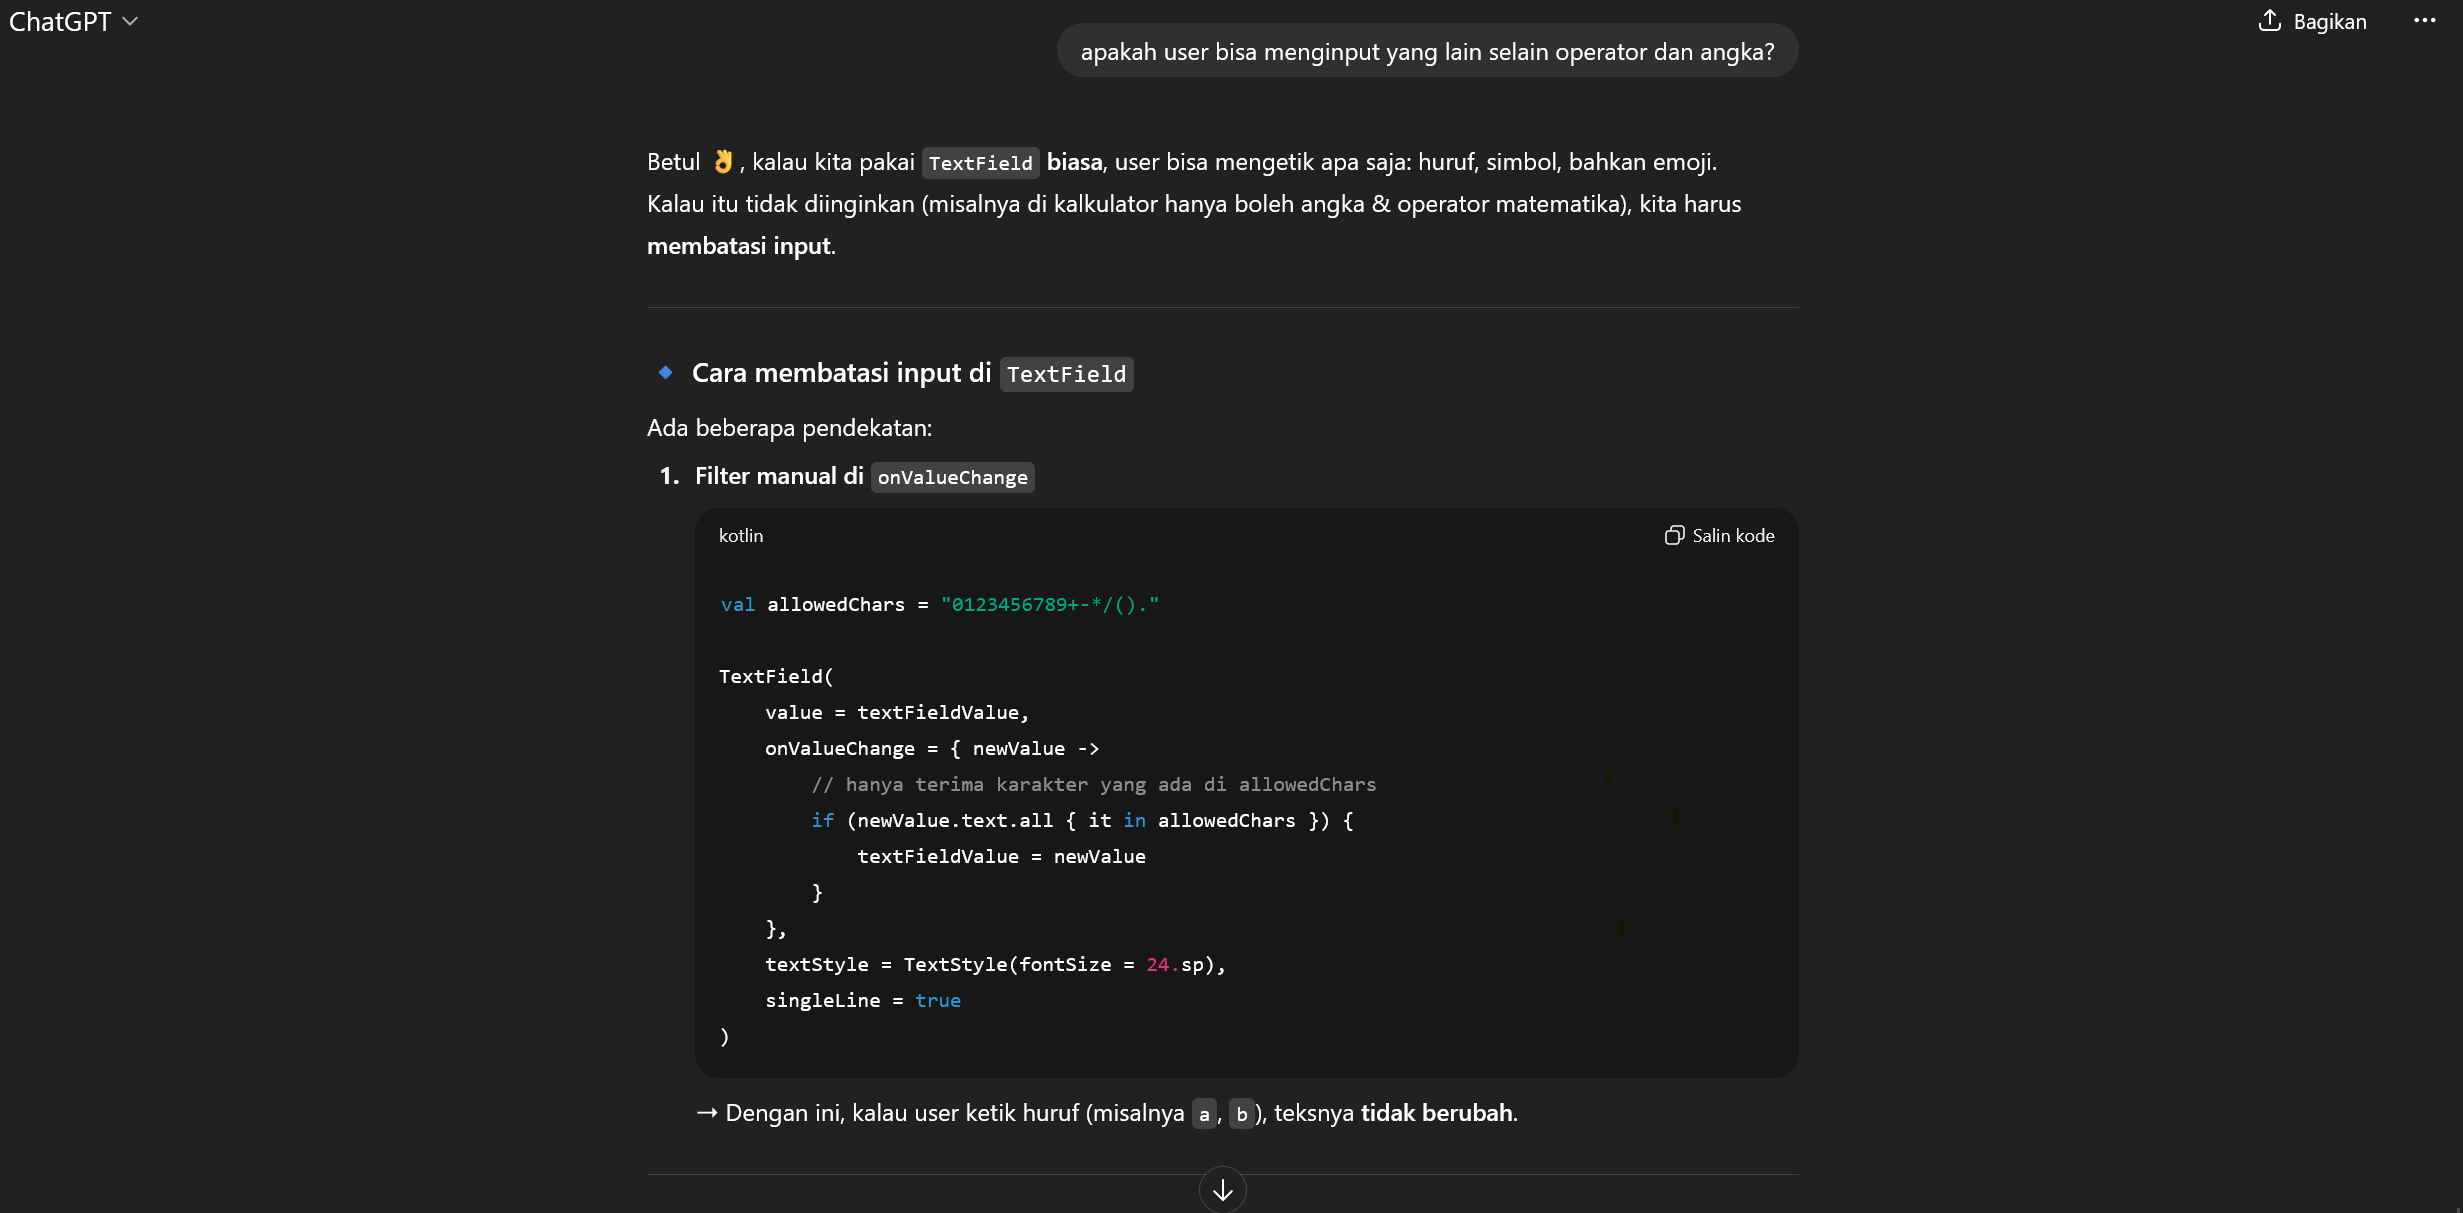 ChatGPT
Bagikan
apakah user bisa menginput yang lain selain operator dan angka?
Betul 👌, kalau kita pakai TextField biasa, user bisa mengetik apa saja: huruf, simbol, bahkan emoji.
Kalau itu tidak diinginkan (misalnya di kalkulator hanya boleh angka & operator matematika), kita harus
membatasi input.
🔹 Cara membatasi input di TextField
Ada beberapa pendekatan:
1. Filter manual di onValueChange
kotlin
Salin kode
val allowedChars = "0123456789+-*/()."
TextField(
    value = textFieldValue,
    onValueChange = { newValue ->
        // hanya terima karakter yang ada di allowedChars
        if (newValue.text.all { it in allowedChars }) {
            textFieldValue = newValue
        }
    },
    textStyle = TextStyle(fontSize = 24.sp),
    singleLine = true
)
→ Dengan ini, kalau user ketik huruf (misalnya a, b), teksnya tidak berubah.